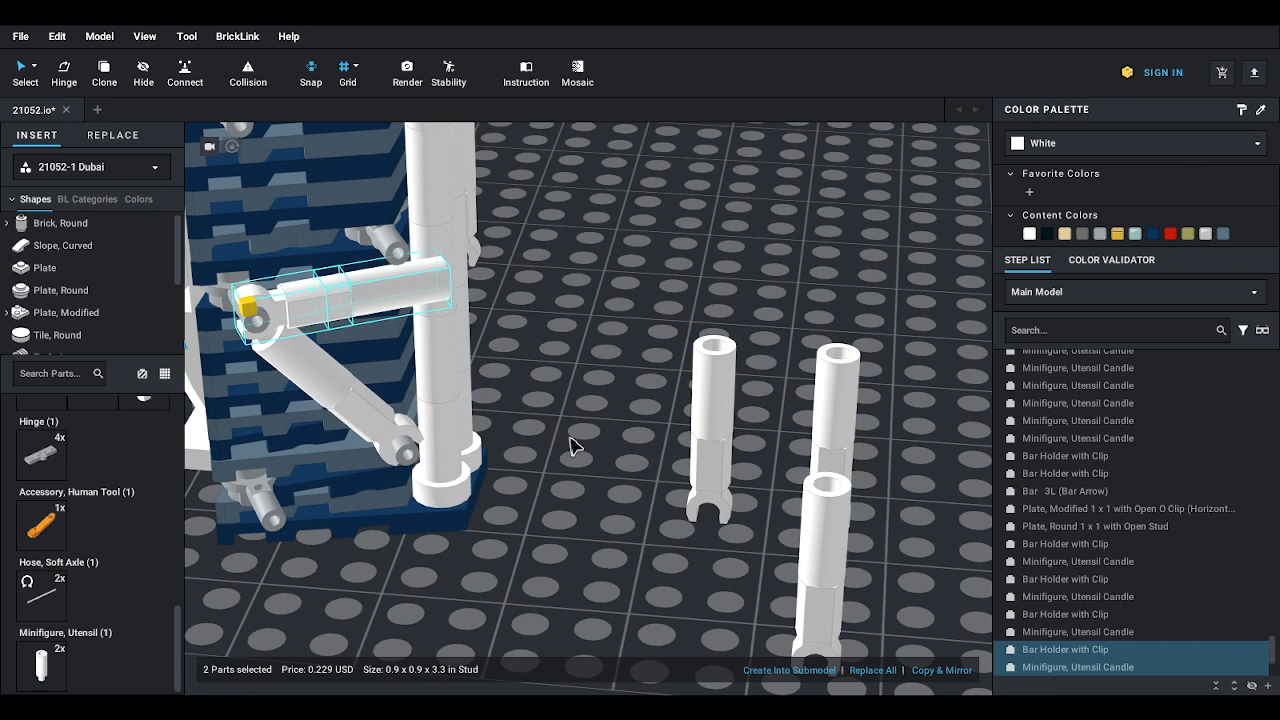 File Edit Model View Tool BrickLink Help
Select Hinge Clone Hide Connect Collision Snap Grid Render Stability Instruction Mosaic SIGN IN
21052.io*
INSERT REPLACE
21052-1 Dubai
Shapes BL Categories Colors
Brick, Round
Slope, Curved
Plate
Plate, Round
Plate, Modified
Tile, Round
Search Parts...
Hinge (1)
4x
Accessory, Human Tool (1)
1x
Hose, Soft Axle (1)
2x
Minifigure, Utensil (1)
2x
2 Parts selected Price: 0.229 USD Size: 0.9 x 0.9 x 3.3 in Stud
Create Into Submodel | Replace All | Copy & Mirror
COLOR PALETTE
White
Favorite Colors
Content Colors
STEP LIST COLOR VALIDATOR
Main Model
Search...
Minifigure, Utensil Candle
Minifigure, Utensil Candle
Minifigure, Utensil Candle
Minifigure, Utensil Candle
Minifigure, Utensil Candle
Minifigure, Utensil Candle
Bar Holder with Clip
Bar Holder with Clip
Bar 3L (Bar Arrow)
Plate, Modified 1 x 1 with Open O Clip (Horizont...
Plate, Round 1 x 1 with Open Stud
Bar Holder with Clip
Minifigure, Utensil Candle
Bar Holder with Clip
Minifigure, Utensil Candle
Bar Holder with Clip
Minifigure, Utensil Candle
Bar Holder with Clip
Minifigure, Utensil Candle